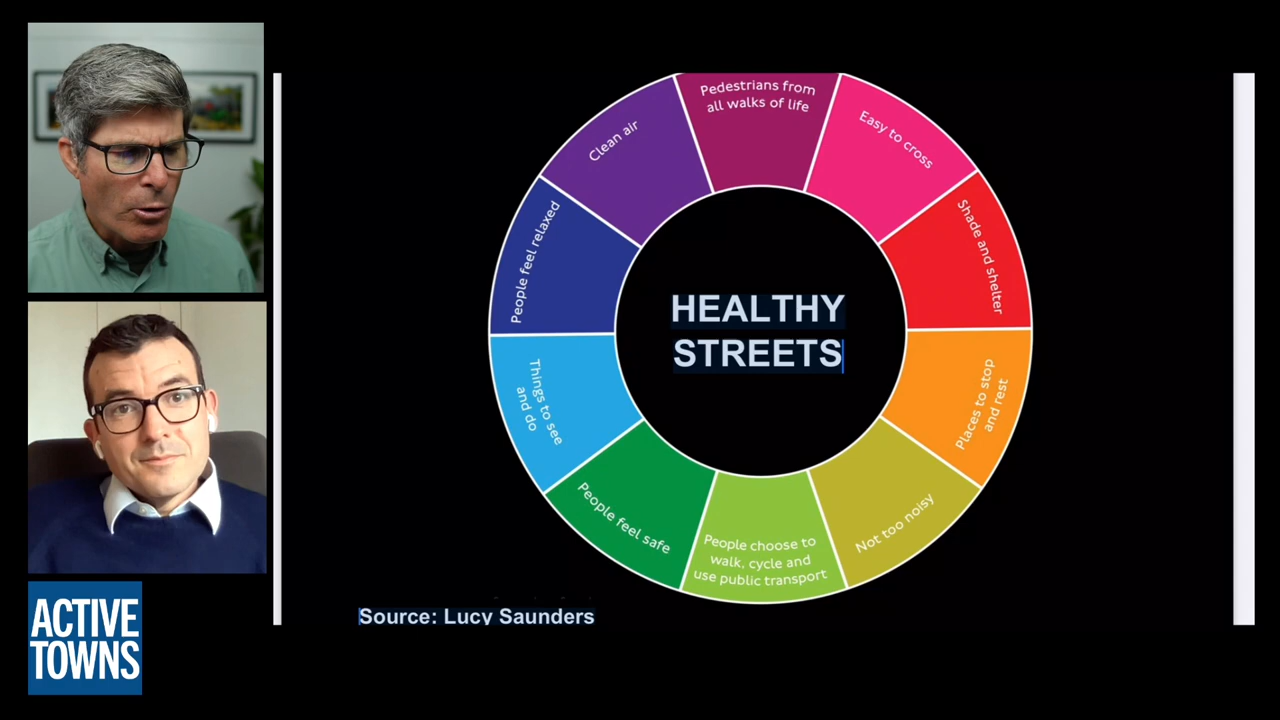 Pedestrians from
all walks of life
Easy to cross
Shade and shelter
Places to stop
and rest
Not too noisy
People choose to
walk, cycle and
use public transport
People feel safe
Things to see
and do
People feel relaxed
Clean air
HEALTHY
STREETS
Source: Lucy Saunders
ACTIVE
TOWNS